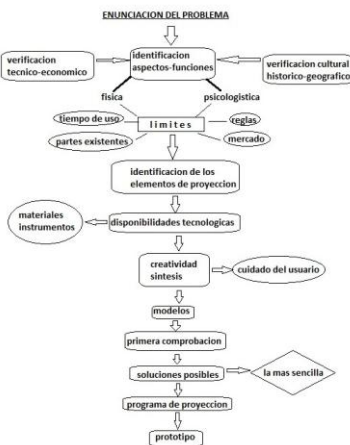 ENUNCIACION DEL PROBLEMA
verificacion
tecnico-economico
identificacion
aspectos-funciones
verificacion cultural
historico-geografico
fisica
psicologistica
tiempo de uso
limites
reglas
partes existentes
mercado
identificacion de los
elementos de proyeccion
materiales
instrumentos
disponibilidades tecnologicas
creatividad
sintesis
cuidado del usuario
modelos
primera comprobacion
soluciones posibles
la mas sencilla
programa de proyeccion
prototipo